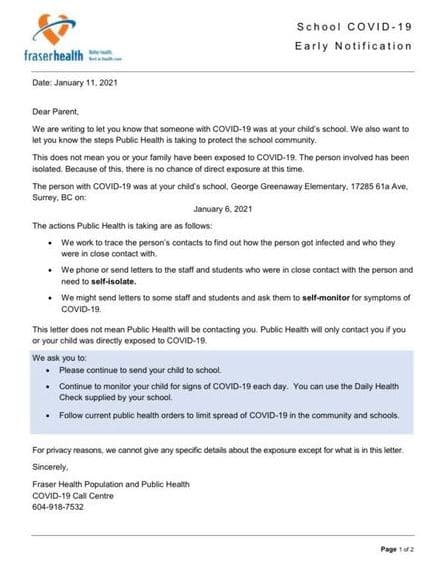 School COVID-19
Early Notification
fraserhealth
Better health.
Best in health care.
Date: January 11, 2021
Dear Parent,
We are writing to let you know that someone with COVID-19 was at your child's school. We also want to
let you know the steps Public Health is taking to protect the school community.
This does not mean you or your family have been exposed to COVID-19. The person involved has been
isolated. Because of this, there is no chance of direct exposure at this time.
The person with COVID-19 was at your child's school, George Greenaway Elementary, 17285 61a Ave,
Surrey, BC on:
January 6, 2021
The actions Public Health is taking are as follows:
• We work to trace the person's contacts to find out how the person got infected and who they
were in close contact with.
• We phone or send letters to the staff and students who were in close contact with the person and
need to self-isolate.
• We might send letters to some staff and students and ask them to self-monitor for symptoms of
COVID-19.
This letter does not mean Public Health will be contacting you. Public Health will only contact you if you
or your child was directly exposed to COVID-19.
We ask you to:
• Please continue to send your child to school.
• Continue to monitor your child for signs of COVID-19 each day. You can use the Daily Health
Check supplied by your school.
• Follow current public health orders to limit spread of COVID-19 in the community and schools.
For privacy reasons, we cannot give any specific details about the exposure except for what is in this letter.
Sincerely,
Fraser Health Population and Public Health
COVID-19 Call Centre
604-918-7532
Page 1 of 2